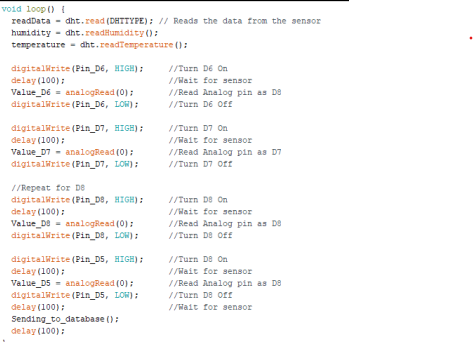 void loop() {
readData = dht.read(DHTTYPE); // Reads the data from the sensor
humidity = dht.readHumidity();
temperature = dht.readTemperature();
digitalWrite(Pin_D6, HIGH); //Turn D6 On
delay(100); //Wait for sensor
Value_D6 = analogRead(0); //Read Analog pin as D8
digitalWrite(Pin_D6, LOW); //Turn D6 Off
digitalWrite(Pin_D7, HIGH); //Turn D7 On
delay(100); //Wait for sensor
Value_D7 = analogRead(0); //Read Analog pin as D7
digitalWrite(Pin_D7, LOW); //Turn D7 Off
//Repeat for D8
digitalWrite(Pin_D8, HIGH); //Turn D8 On
delay(100); //Wait for sensor
Value_D8 = analogRead(0); //Read Analog pin as D8
digitalWrite(Pin_D8, LOW); //Turn D8 Off
digitalWrite(Pin_D5, HIGH); //Turn D8 On
delay(100); //Wait for sensor
Value_D5 = analogRead(0); //Read Analog pin as D8
digitalWrite(Pin_D5, LOW); //Turn D8 Off
delay(100); //Wait for sensor
Sending_to_database();
delay(100);